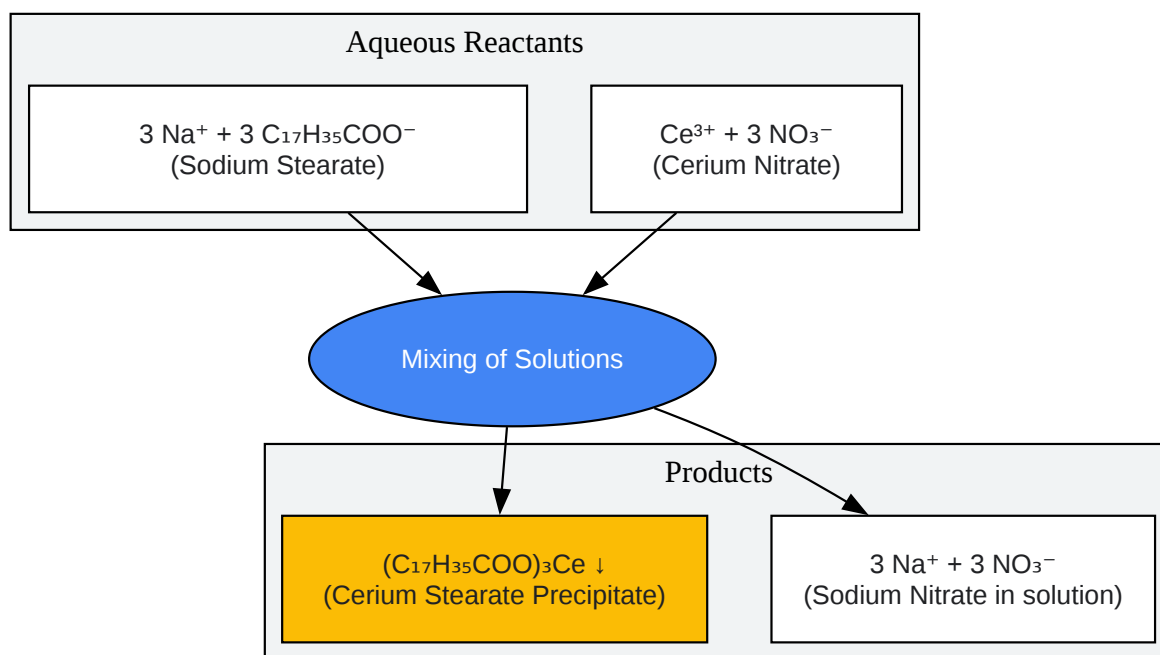 Aqueous Reactants
3 Na⁺ + 3 C₁₇H₃₅COO⁻
(Sodium Stearate)
Ce³⁺ + 3 NO₃⁻
(Cerium Nitrate)
Mixing of Solutions
Products
(C₁₇H₃₅COO)₃Ce ↓
(Cerium Stearate Precipitate)
3 Na⁺ + 3 NO₃⁻
(Sodium Nitrate in solution)